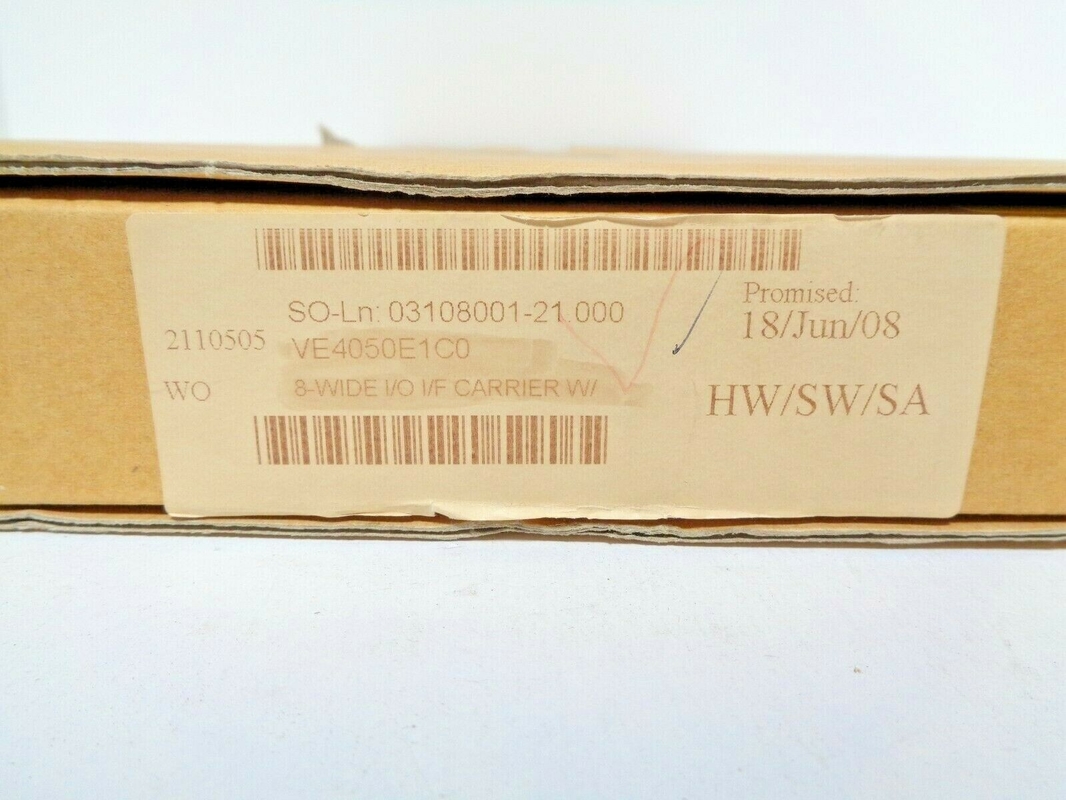 SO-Ln: 03108001-21.000
Promised:
18/Jun/08
2110505
VE4050E1C0
WO
8-WIDE I/O I/F CARRIER W/
HW/SW/SA